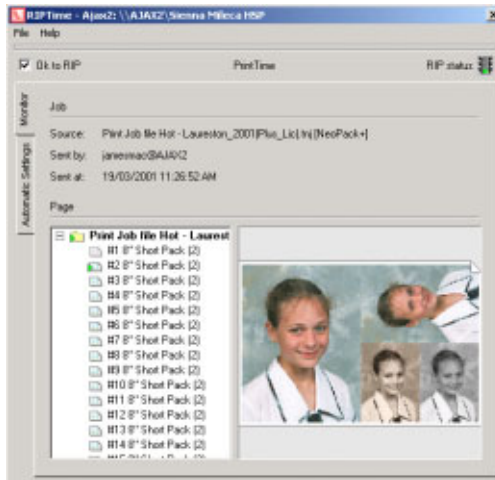 RIPTime - Ajax2: \\AJAX2\Sienna Mileca HSP
File Help
Ok to RIP PrintTime RIP status
Monitor
Automatic Settings
Job
Source: Print Job file Hot - Laureston_2001(Plus_Lic).tnj [NeoPack+]
Sent by: jamesmac@AJAX2
Sent at: 19/03/2001 11:26:52 AM
Page
Print Job file Hot - Laurest
#1 8" Short Pack (2)
#2 8" Short Pack (2)
#3 8" Short Pack (2)
#4 8" Short Pack (2)
#5 8" Short Pack (2)
#6 8" Short Pack (2)
#7 8" Short Pack (2)
#8 8" Short Pack (2)
#9 8" Short Pack (2)
#10 8" Short Pack (2)
#11 8" Short Pack (2)
#12 8" Short Pack (2)
#13 8" Short Pack (2)
#14 8" Short Pack (2)